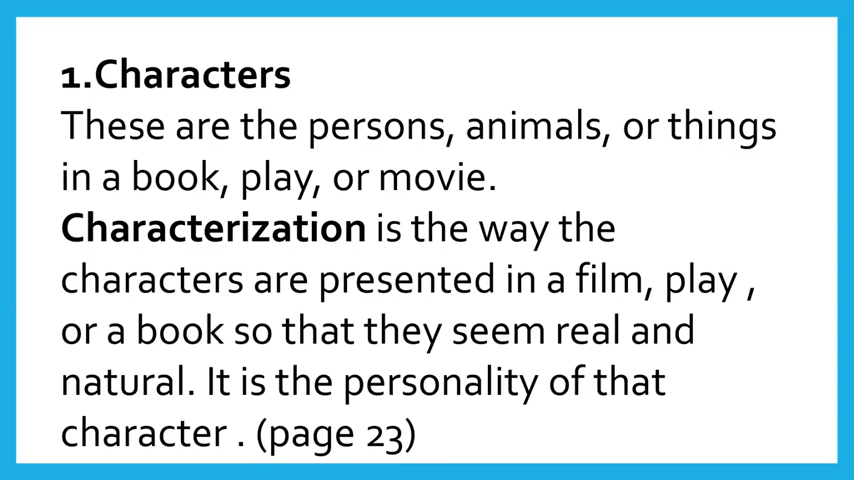 1.Characters
These are the persons, animals, or things
in a book, play, or movie.
Characterization is the way the
characters are presented in a film, play ,
or a book so that they seem real and
natural. It is the personality of that
character . (page 23)